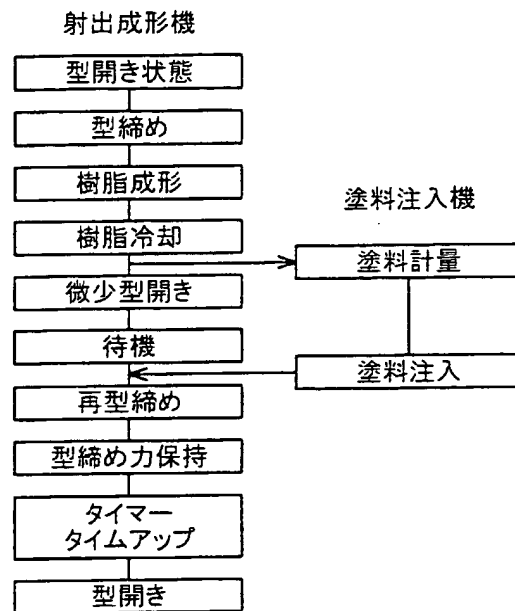 射出成形機
型開き状態
型締め
樹脂成形
樹脂冷却
微少型開き
待機
再型締め
型締め力保持
タイマー
タイムアップ
型開き
塗料注入機
塗料計量
塗料注入